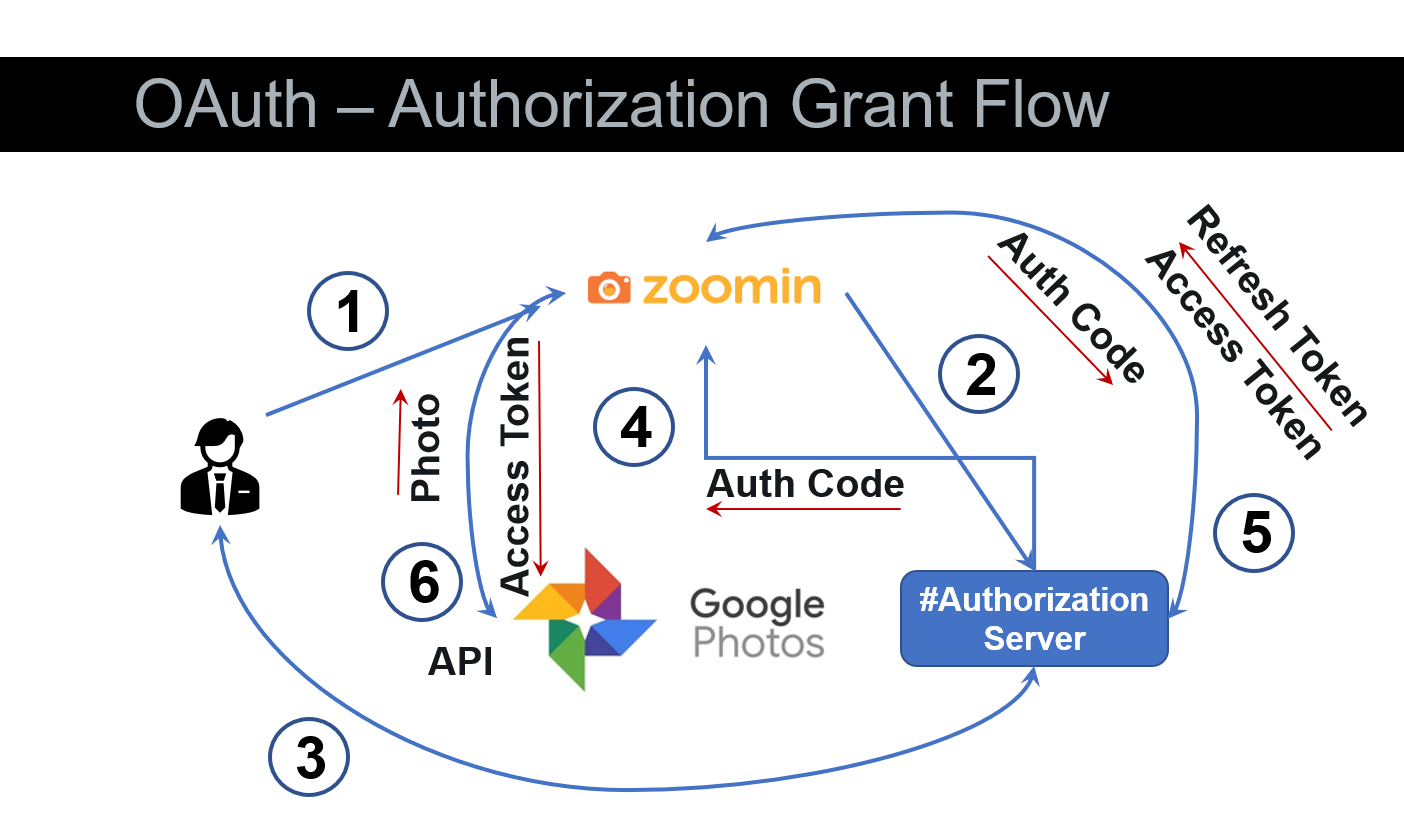 OAuth – Authorization Grant Flow
1
zoomin
Auth Code
Refresh Token
Access Token
2
Photo
Access Token
4
Auth Code
5
6
API
Google
Photos
#Authorization
Server
3